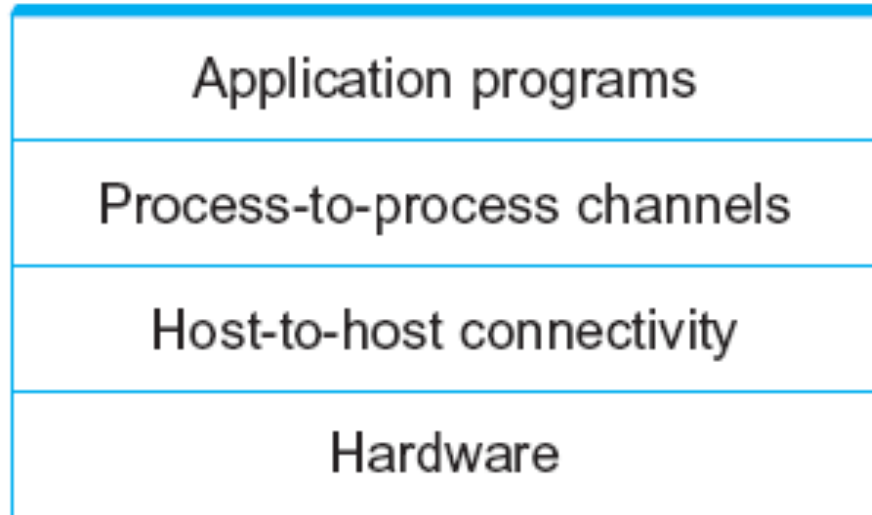 Application programs
Process-to-process channels
Host-to-host connectivity
Hardware